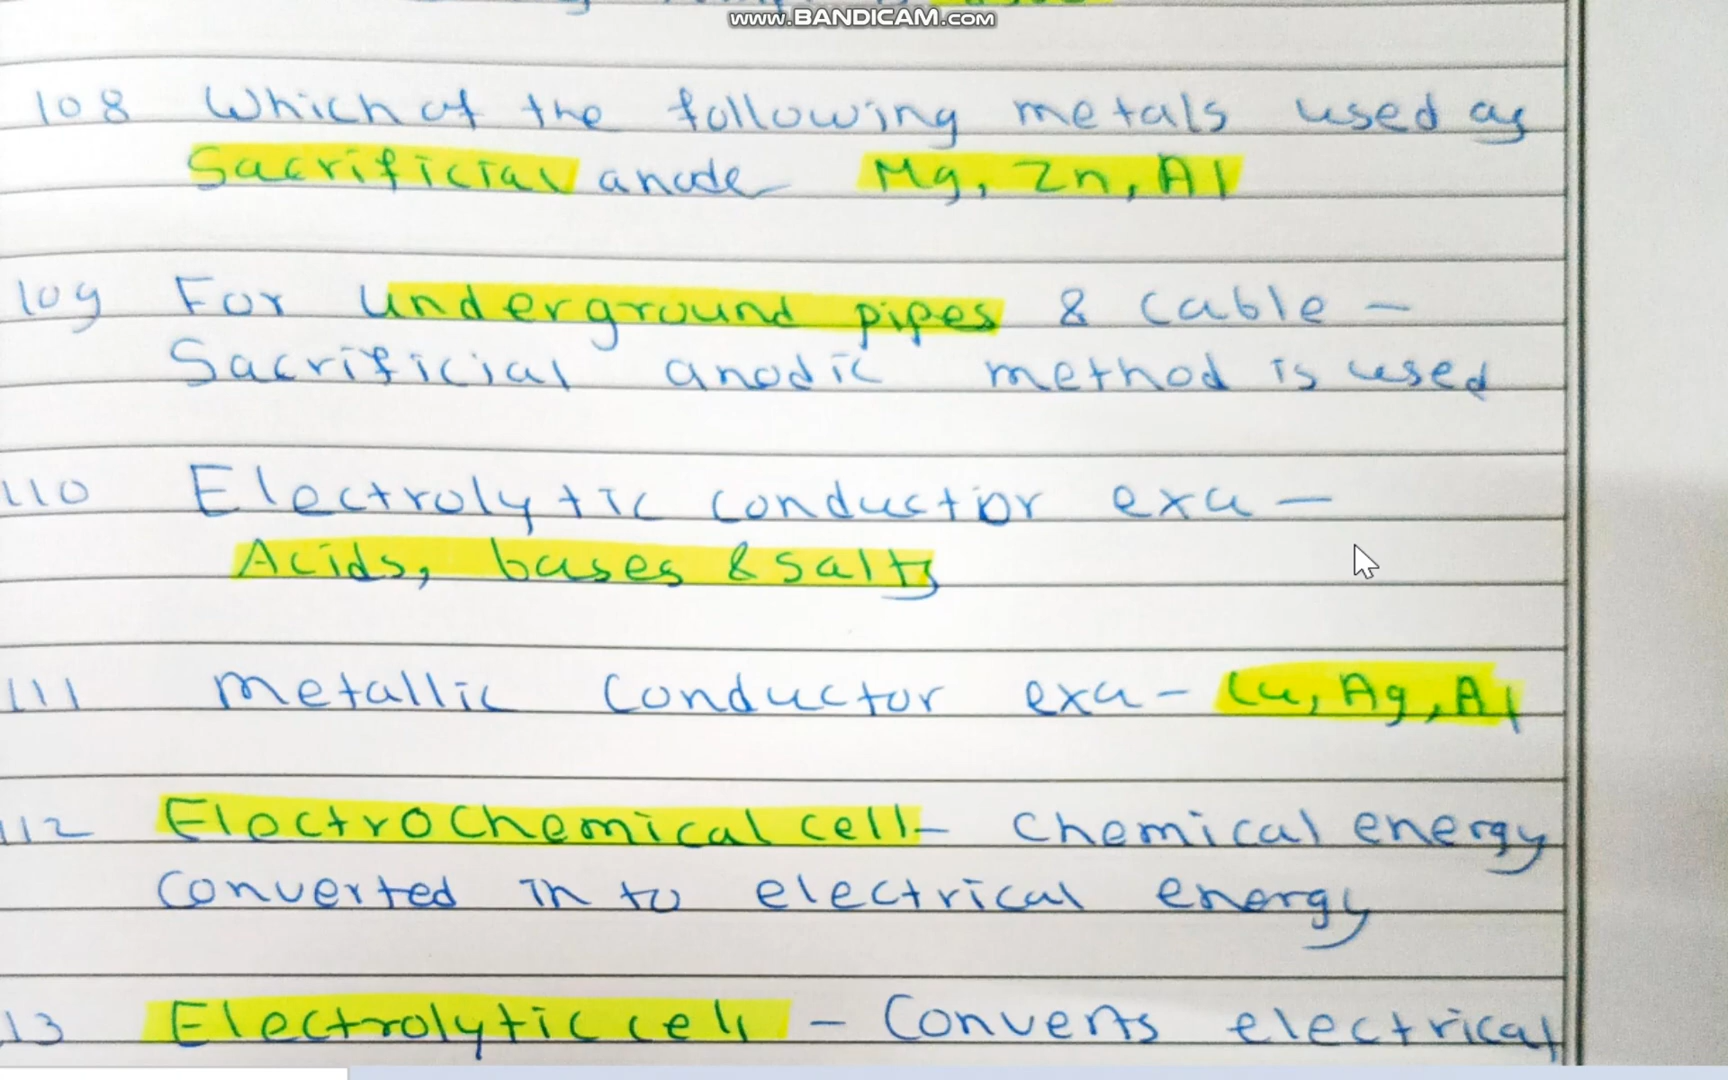 www.BANDICAM.com
108 Which of the following metals used as
Sacrificial anode Mg, Zn, Al
109 For underground pipes & cable -
Sacrificial anodic method is used
110 Electrolytic conductor exa -
Acids, bases & salts
111 metallic conductor exa - Cu, Ag, Al
112 Electrochemical cell - chemical energy
converted in to electrical energy
13 Electrolytic cell - Converts electrical